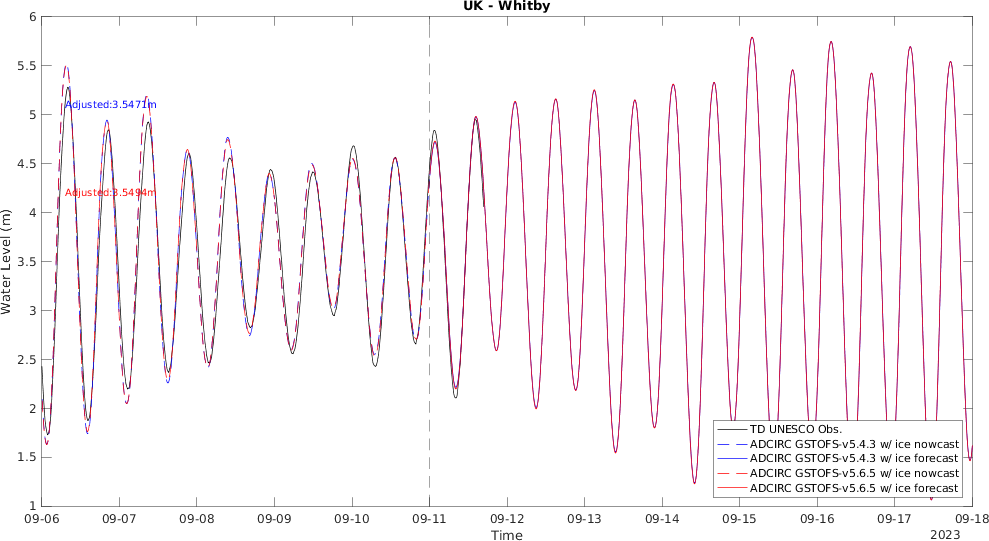 UK - Whitby
Water Level (m)
6
5.5
5
4.5
4
3.5
3
2.5
2
1.5
1
Adjusted:3.5471m
Adjusted:3.5494m
TD UNESCO Obs.
ADCIRC GSTOFS-v5.4.3 w/ ice nowcast
ADCIRC GSTOFS-v5.4.3 w/ ice forecast
ADCIRC GSTOFS-v5.6.5 w/ ice nowcast
ADCIRC GSTOFS-v5.6.5 w/ ice forecast
09-06 09-07 09-08 09-09 09-10 09-11 09-12 09-13 09-14 09-15 09-16 09-17 09-18
Time
2023